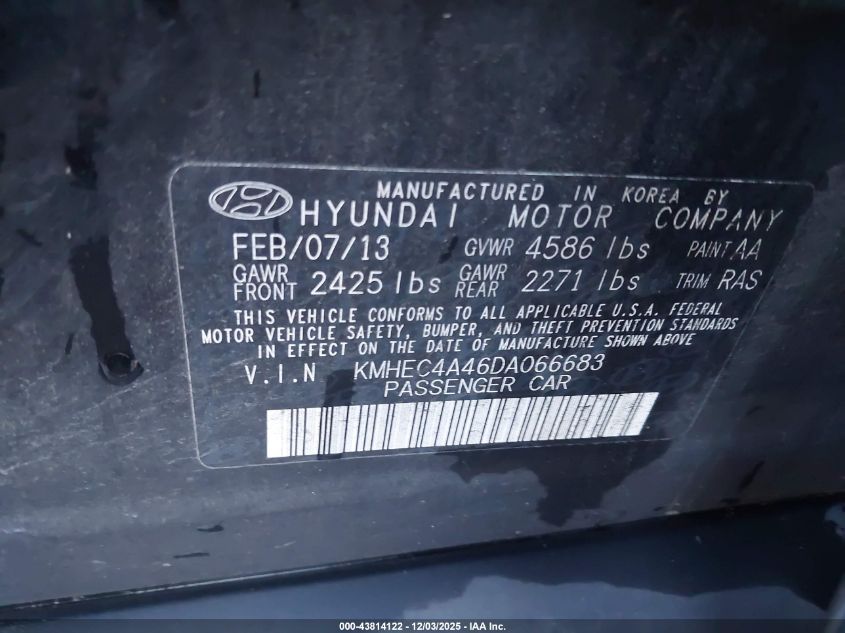 MANUFACTURED IN KOREA BY
HYUNDAI MOTOR COMPANY
FEB/07/13 GVWR 4586 lbs PAINT AA
GAWR FRONT 2425 lbs GAWR REAR 2271 lbs TRIM RAS
THIS VEHICLE CONFORMS TO ALL APPLICABLE U.S.A. FEDERAL
MOTOR VEHICLE SAFETY, BUMPER, AND THEFT PREVENTION STANDARDS
IN EFFECT ON THE DATE OF MANUFACTURE SHOWN ABOVE
V.I.N KMHEC4A46DA066683
PASSENGER CAR
000-43814122 - 12/03/2025 - IAA Inc.